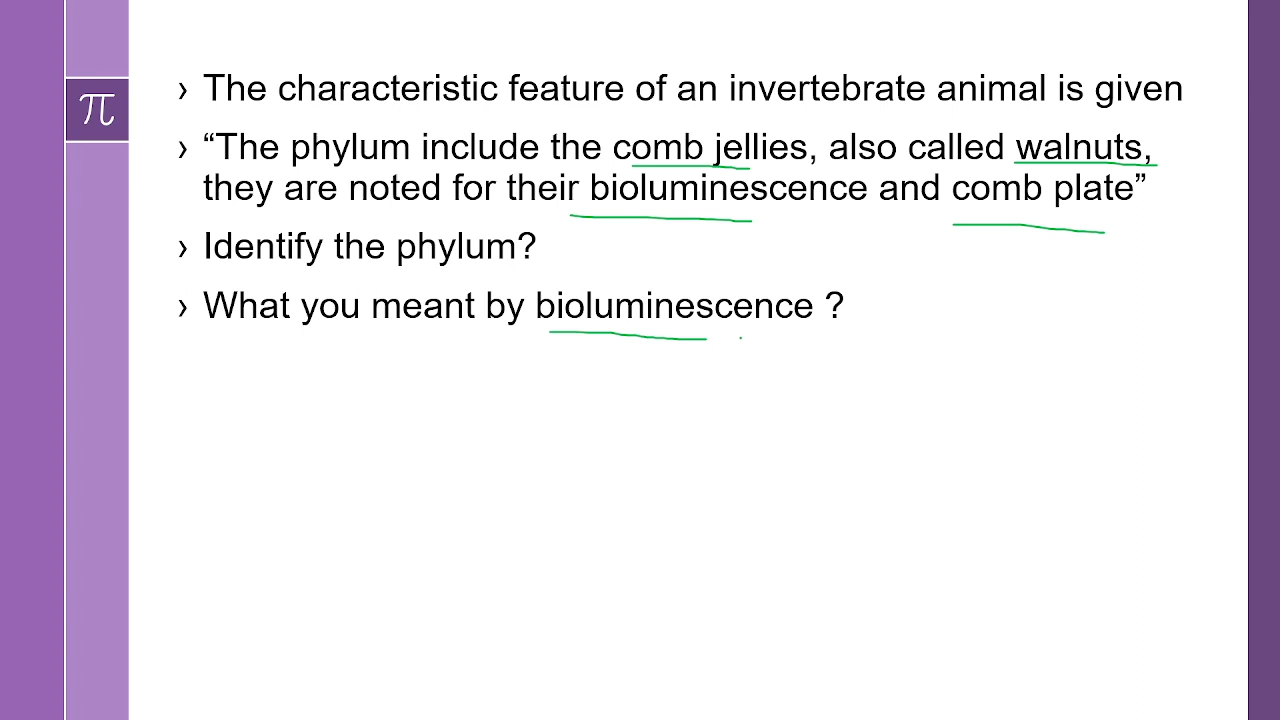 π
› The characteristic feature of an invertebrate animal is given
› “The phylum include the comb jellies, also called walnuts,
they are noted for their bioluminescence and comb plate”
› Identify the phylum?
› What you meant by bioluminescence ?